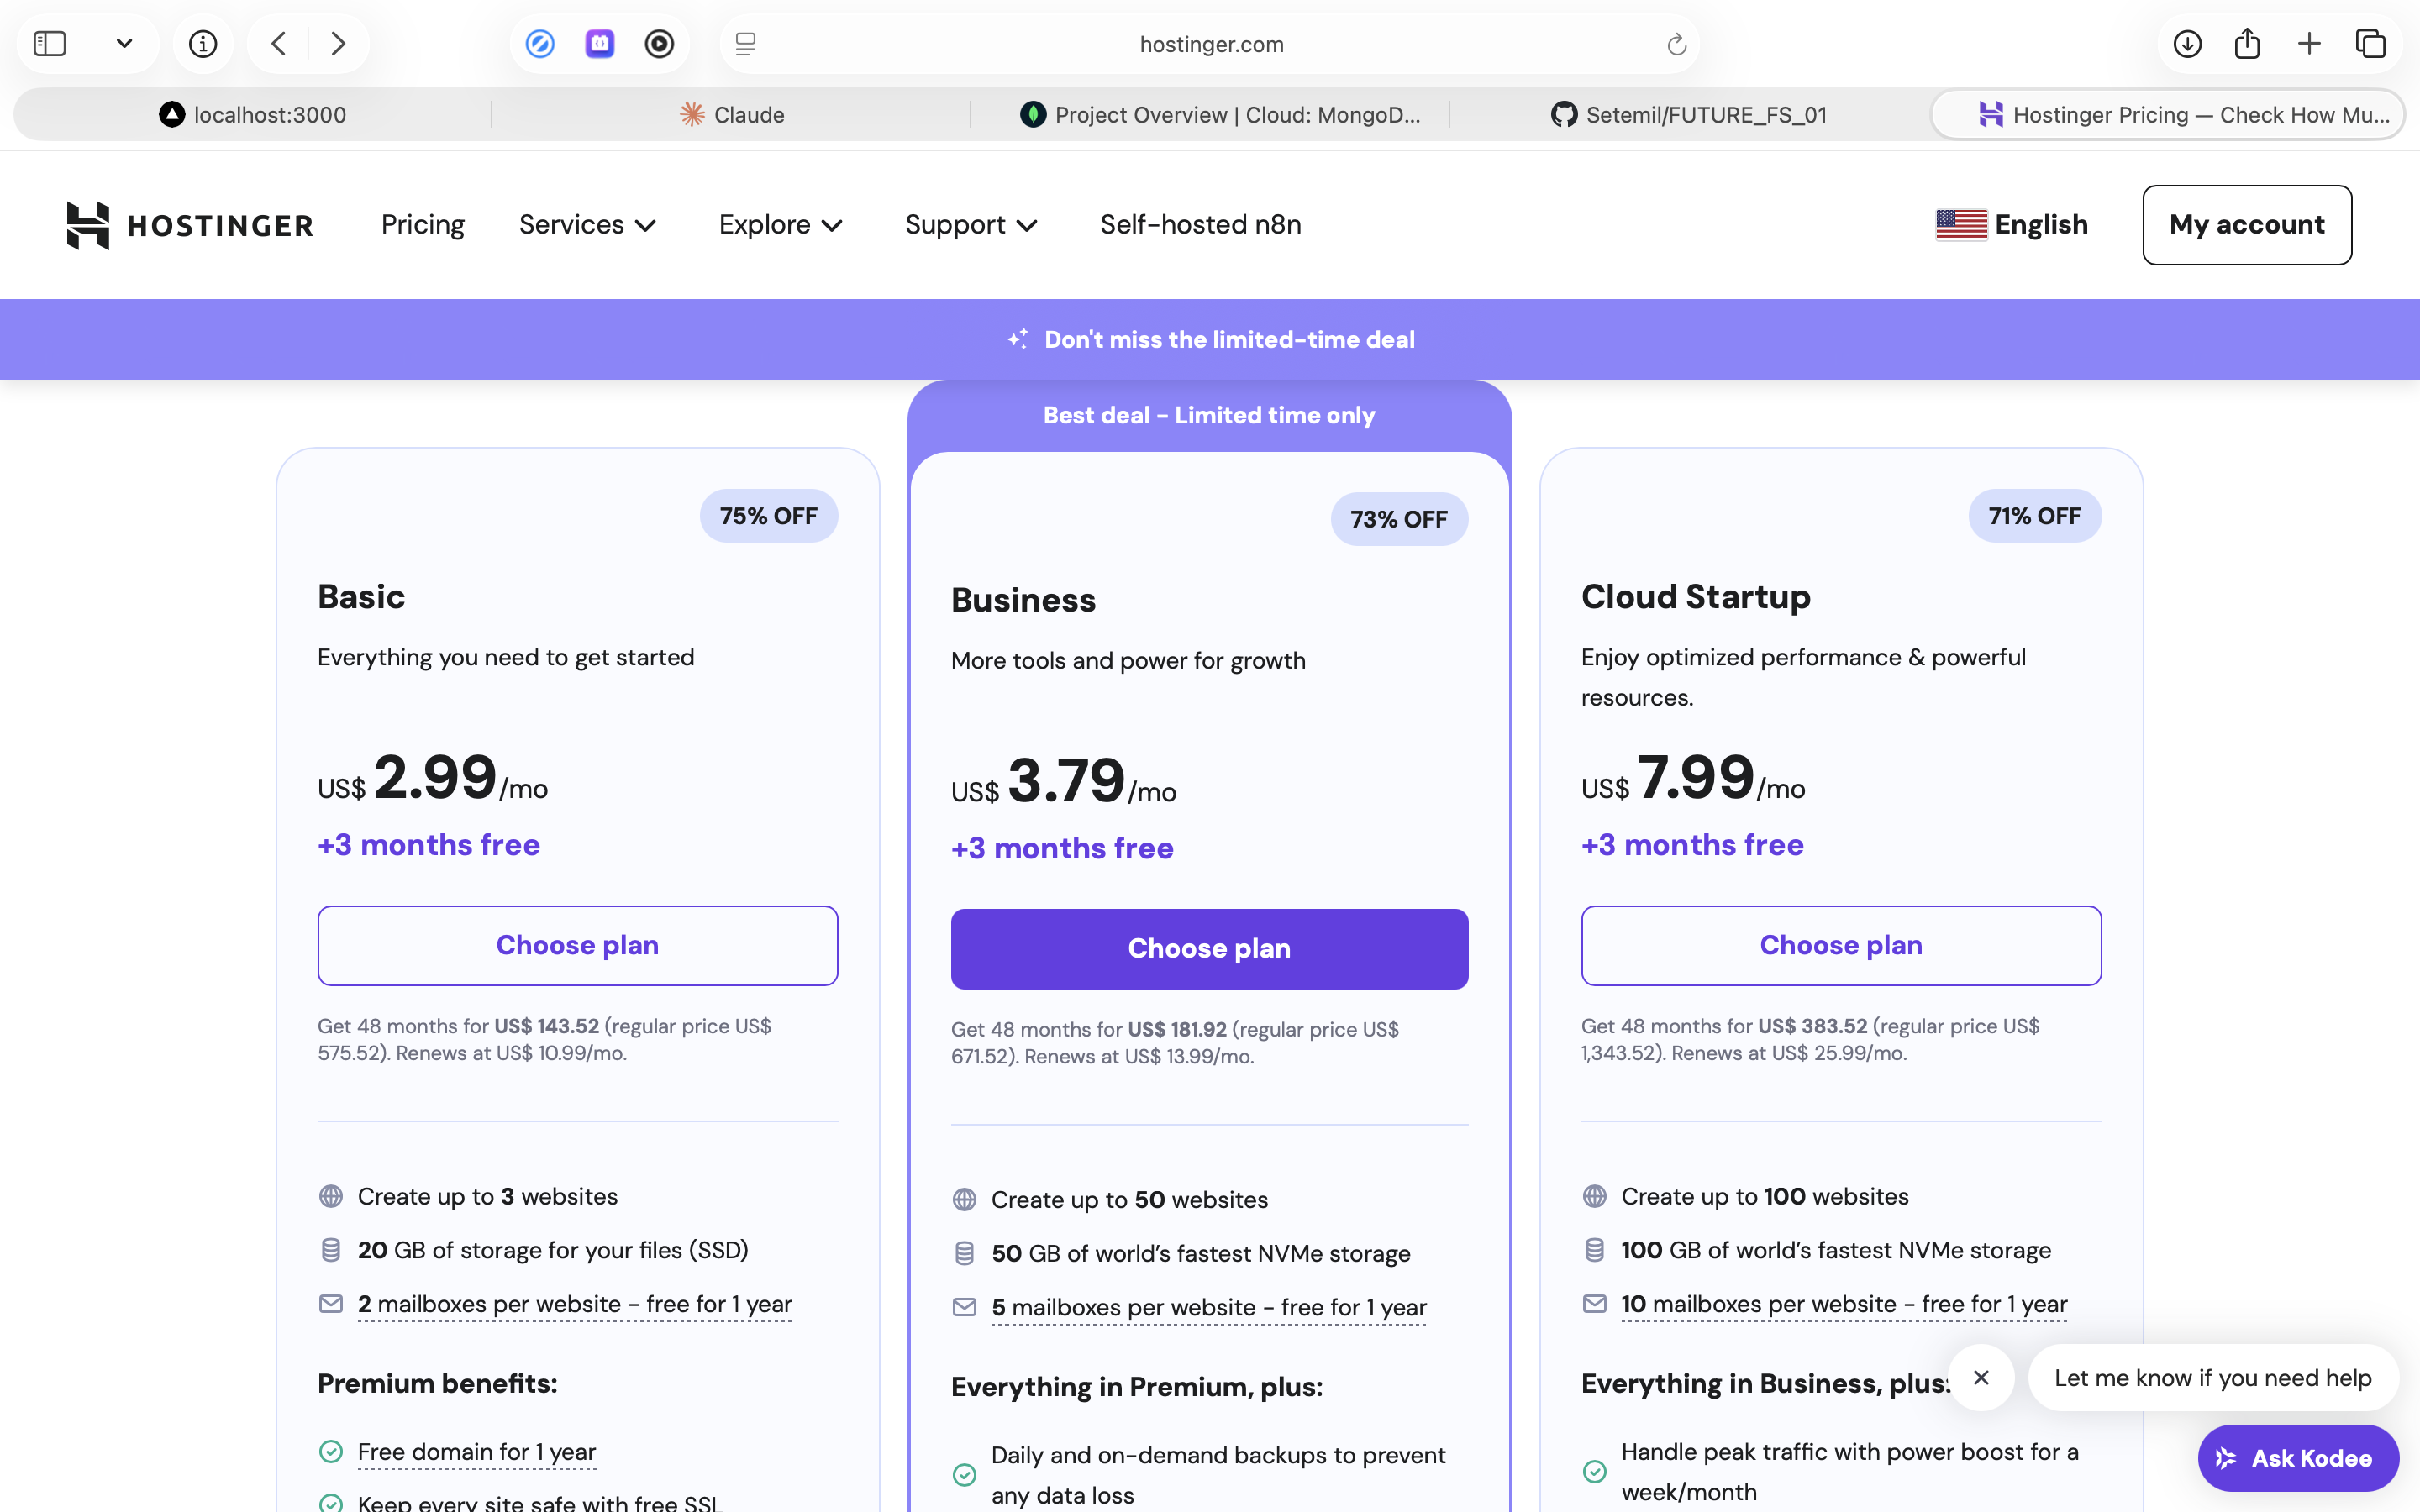 hostinger.com
localhost:3000
Claude
Project Overview | Cloud: MongoD...
Setemil/FUTURE_FS_01
Hostinger Pricing — Check How Mu...
HOSTINGER
Pricing
Services
Explore
Support
Self-hosted n8n
English
My account
Don't miss the limited-time deal
Best deal - Limited time only
75% OFF
Basic
Everything you need to get started
US$ 2.99/mo
+3 months free
Choose plan
Get 48 months for US$ 143.52 (regular price US$
575.52). Renews at US$ 10.99/mo.
Create up to 3 websites
20 GB of storage for your files (SSD)
2 mailboxes per website - free for 1 year
Premium benefits:
Free domain for 1 year
Keep every site safe with free SSL
73% OFF
Business
More tools and power for growth
US$ 3.79/mo
+3 months free
Choose plan
Get 48 months for US$ 181.92 (regular price US$
671.52). Renews at US$ 13.99/mo.
Create up to 50 websites
50 GB of world’s fastest NVMe storage
5 mailboxes per website - free for 1 year
Everything in Premium, plus:
Daily and on-demand backups to prevent
any data loss
71% OFF
Cloud Startup
Enjoy optimized performance & powerful
resources.
US$ 7.99/mo
+3 months free
Choose plan
Get 48 months for US$ 383.52 (regular price US$
1,343.52). Renews at US$ 25.99/mo.
Create up to 100 websites
100 GB of world’s fastest NVMe storage
10 mailboxes per website - free for 1 year
Everything in Business, plus:
Handle peak traffic with power boost for a
week/month
Let me know if you need help
Ask Kodee